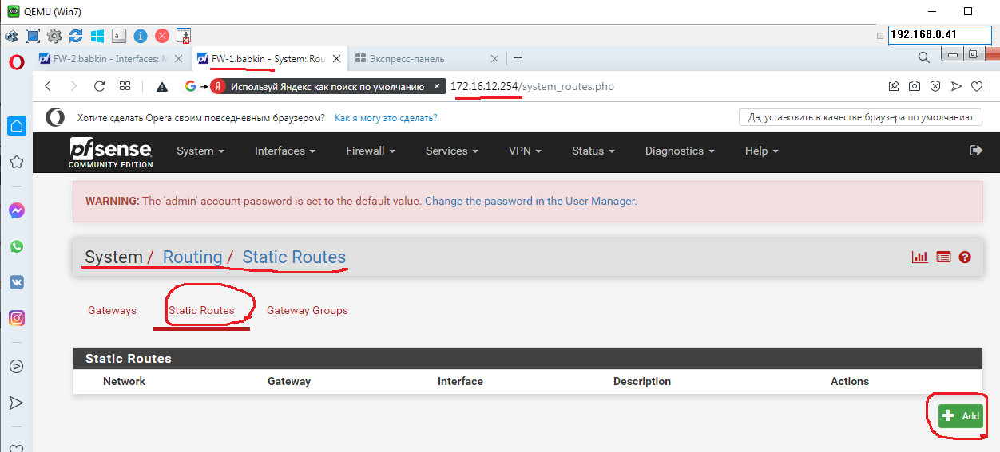 QEMU (Win7)
192.168.0.41
FW-2.babkin - Interfaces: M
FW-1.babkin - System: Rou
Экспресс-панель
Используй Яндекс как поиск по умолчанию
172.16.12.254/system_routes.php
Хотите сделать Opera своим повседневным браузером? Как я могу это сделать?
Да, установить в качестве браузера по умолчанию
pfsense
COMMUNITY EDITION
System Interfaces Firewall Services VPN Status Diagnostics Help
WARNING: The 'admin' account password is set to the default value. Change the password in the User Manager.
System / Routing / Static Routes
Gateways Static Routes Gateway Groups
Static Routes
Network Gateway Interface Description Actions
Add